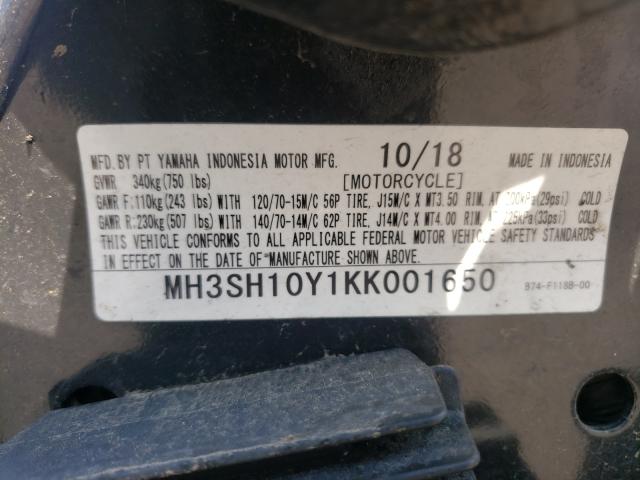 MFD.BY PT YAMAHA INDONESIA MOTOR MFG. 10/18 MADE IN INDONESIA
GVWR 340kg(750 lbs) [MOTORCYCLE]
GAWR F:110kg(243 lbs) WITH 120/70-15M/C 56P TIRE, J15M/C X MT3.50 RIM, AT 200kPa(29psi) COLD
GAWR R:230kg(507 lbs) WITH 140/70-14M/C 62P TIRE, J14M/C X MT4.00 RIM, AT 225kPa(33psi) COLD
THIS VEHICLE CONFORMS TO ALL APPLICABLE FEDERAL MOTOR VEHICLE SAFETY STANDARDS
IN EFFECT ON THE DATE OF MANUFACTURE SHOWN ABOVE.
MH3SH10Y1KK001650 B74-F118B-00